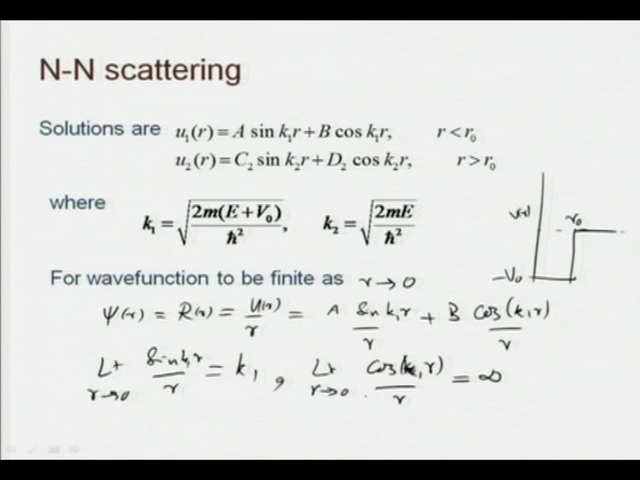 N-N scattering
Solutions are u₁(r) = A sin k₁r + B cos k₁r, r < r₀
u₂(r) = C₂ sin k₂r + D₂ cos k₂r, r > r₀
where k₁ = √(2m(E+V₀)/ħ²), k₂ = √(2mE/ħ²)
V(r) r₀
-V₀
For wavefunction to be finite as r→0
ψ(r) = R(r) = U(r)/r = A sin k₁r/r + B cos(k₁r)/r
Lt r→0 sin k₁r/r = k₁, Lt r→0 cos(k₁r)/r = ∞